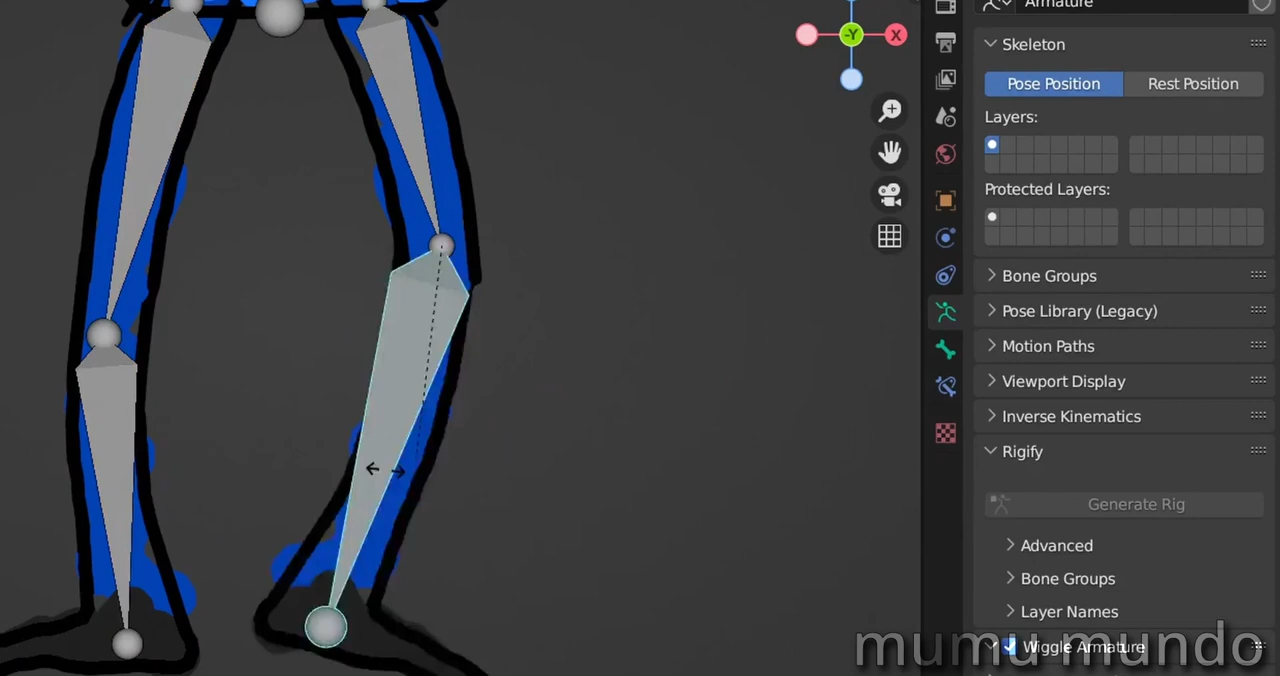 Armature
Skeleton
Pose Position
Rest Position
Layers:
Protected Layers:
Bone Groups
Pose Library (Legacy)
Motion Paths
Viewport Display
Inverse Kinematics
Rigify
Generate Rig
Advanced
Bone Groups
Layer Names
Wiggle Armature
mumu mundo
-Y
X